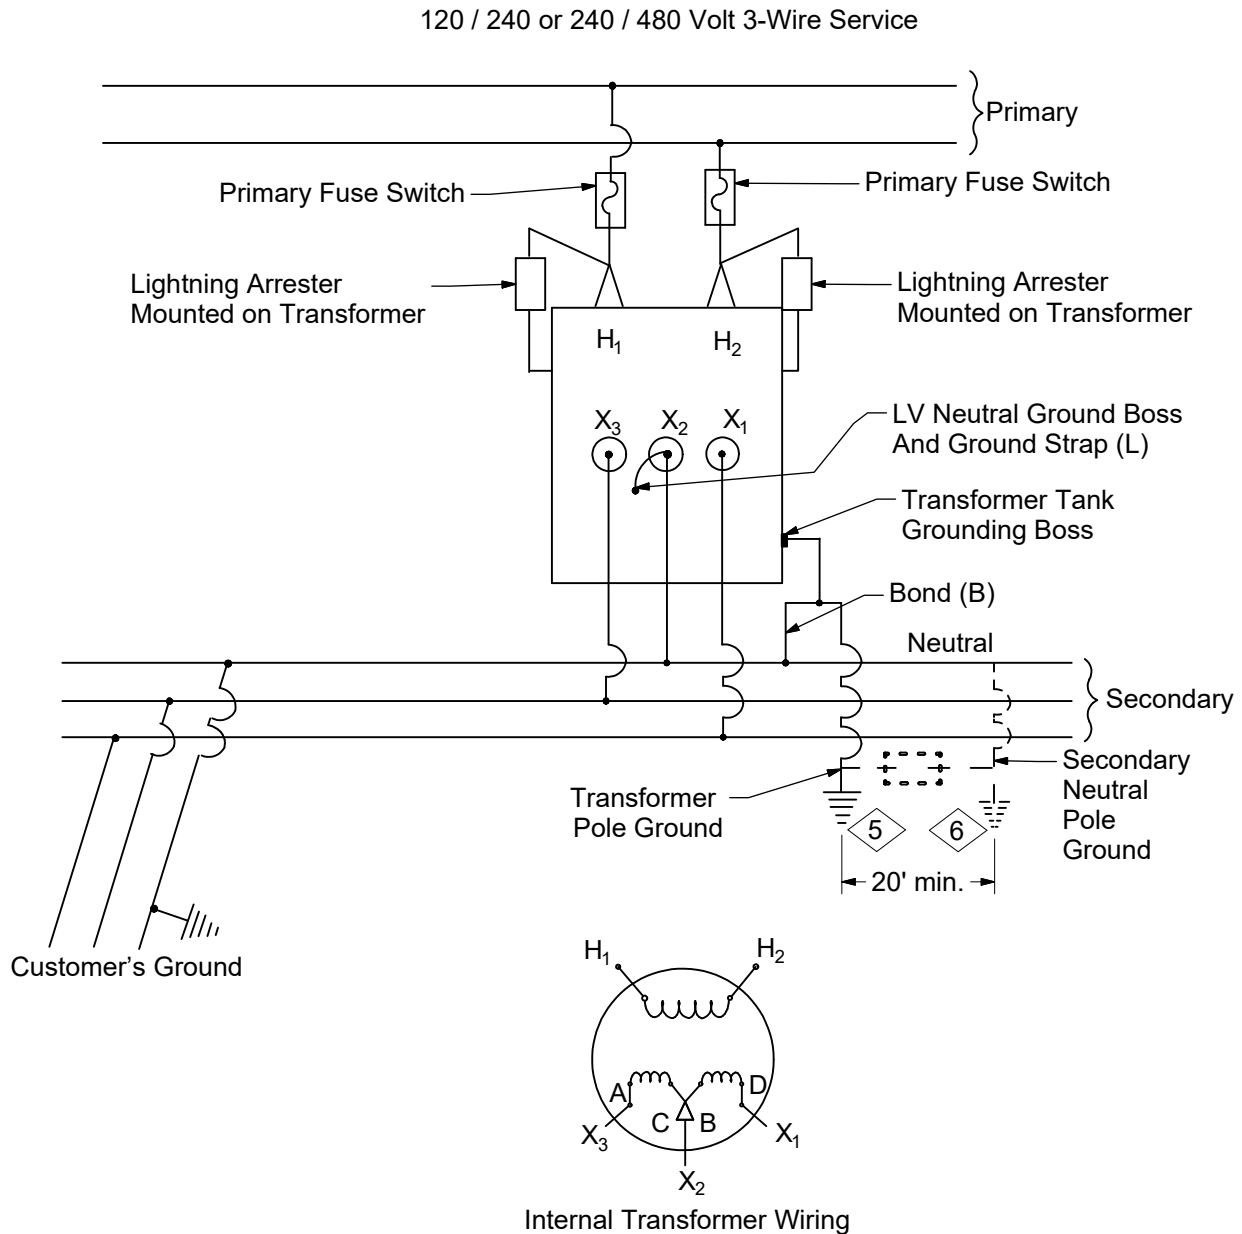 120 / 240 or 240 / 480 Volt 3-Wire Service
Primary
Primary Fuse Switch
Primary Fuse Switch
Lightning Arrester
Mounted on Transformer
Lightning Arrester
Mounted on Transformer
H₁
H₂
X₃
X₂
X₁
LV Neutral Ground Boss
And Ground Strap (L)
Transformer Tank
Grounding Boss
Bond (B)
Neutral
Secondary
Transformer
Pole Ground
Secondary
Neutral
Pole
Ground
5
6
20' min.
Customer’s Ground
H₁
H₂
A
D
C
B
X₃
X₁
X₂
Internal Transformer Wiring